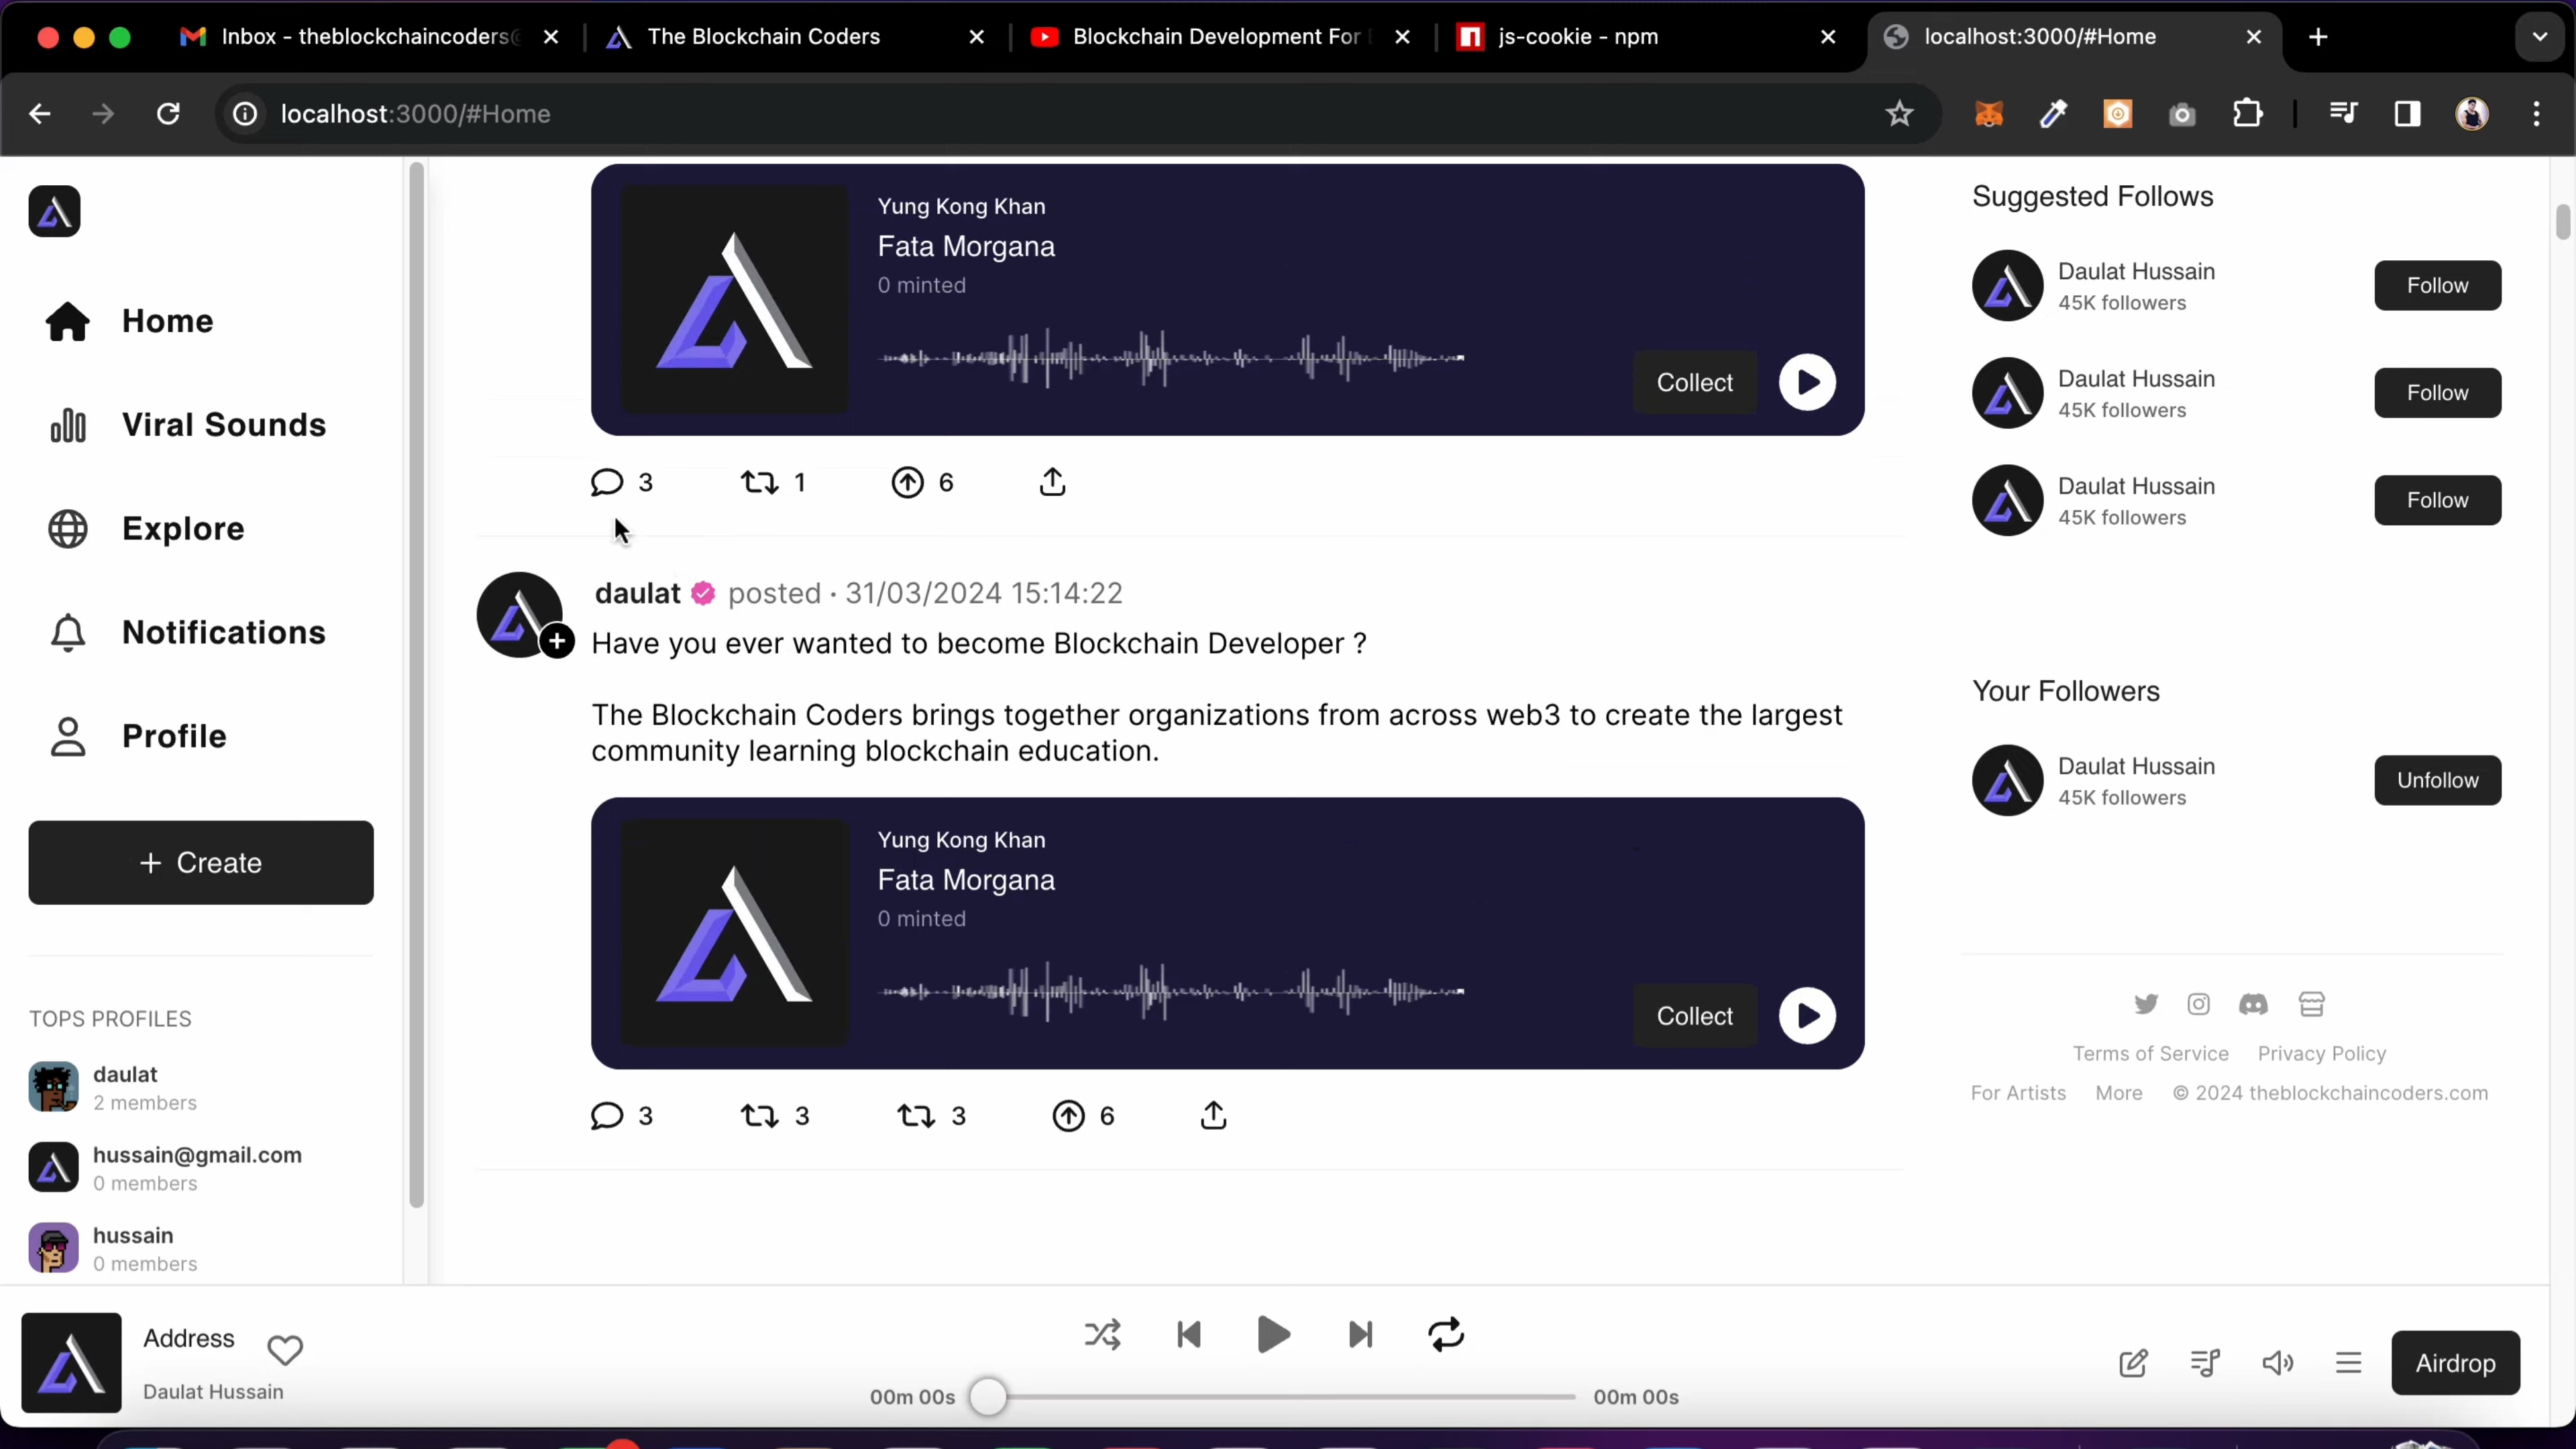 Inbox - theblockchaincoders@
The Blockchain Coders
Blockchain Development For
js-cookie - npm
localhost:3000/#Home
localhost:3000/#Home
Home
Viral Sounds
Explore
Notifications
Profile
+ Create
TOPS PROFILES
daulat
2 members
hussain@gmail.com
0 members
hussain
0 members
Yung Kong Khan
Fata Morgana
0 minted
Collect
3
1
6
daulat posted · 31/03/2024 15:14:22
Have you ever wanted to become Blockchain Developer ?
The Blockchain Coders brings together organizations from across web3 to create the largest
community learning blockchain education.
Yung Kong Khan
Fata Morgana
0 minted
Collect
3
3
3
6
Suggested Follows
Daulat Hussain
45K followers
Follow
Daulat Hussain
45K followers
Follow
Daulat Hussain
45K followers
Follow
Your Followers
Daulat Hussain
45K followers
Unfollow
Terms of Service Privacy Policy
For Artists More © 2024 theblockchaincoders.com
Address
Daulat Hussain
00m 00s
00m 00s
Airdrop